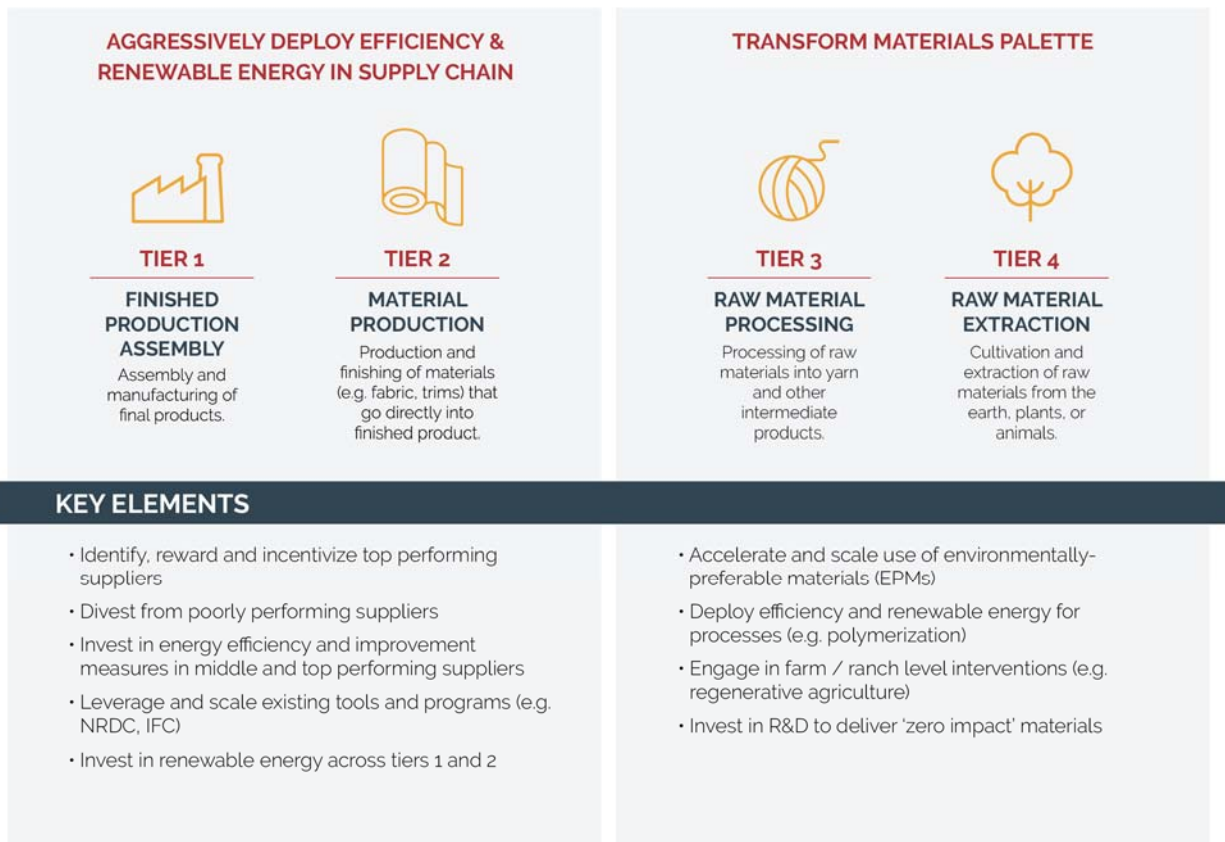 AGGRESSIVELY DEPLOY EFFICIENCY &
RENEWABLE ENERGY IN SUPPLY CHAIN
TIER 1
FINISHED
PRODUCTION
ASSEMBLY
Assembly and
manufacturing of
final products.
TIER 2
MATERIAL
PRODUCTION
Production and
finishing of materials
(e.g. fabric, trims) that
go directly into
finished product.
TRANSFORM MATERIALS PALETTE
TIER 3
RAW MATERIAL
PROCESSING
Processing of raw
materials into yarn
and other
intermediate
products.
TIER 4
RAW MATERIAL
EXTRACTION
Cultivation and
extraction of raw
materials from the
earth, plants, or
animals.
KEY ELEMENTS
• Identify, reward and incentivize top performing
suppliers
• Divest from poorly performing suppliers
• Invest in energy efficiency and improvement
measures in middle and top performing suppliers
• Leverage and scale existing tools and programs (e.g.
NRDC, IFC)
• Invest in renewable energy across tiers 1 and 2
• Accelerate and scale use of environmentally-
preferable materials (EPMs)
• Deploy efficiency and renewable energy for
processes (e.g. polymerization)
• Engage in farm / ranch level interventions (e.g.
regenerative agriculture)
• Invest in R&D to deliver ‘zero impact’ materials